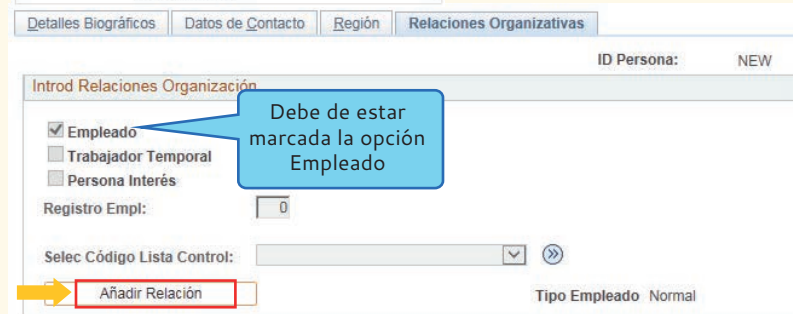 Detalles Biográficos Datos de Contacto Región Relaciones Organizativas
ID Persona: NEW
Introd Relaciones Organización
Debe de estar
marcada la opción
Empleado
Empleado
Trabajador Temporal
Persona Interés
Registro Empl: 0
Selec Código Lista Control:
Añadir Relación Tipo Empleado Normal